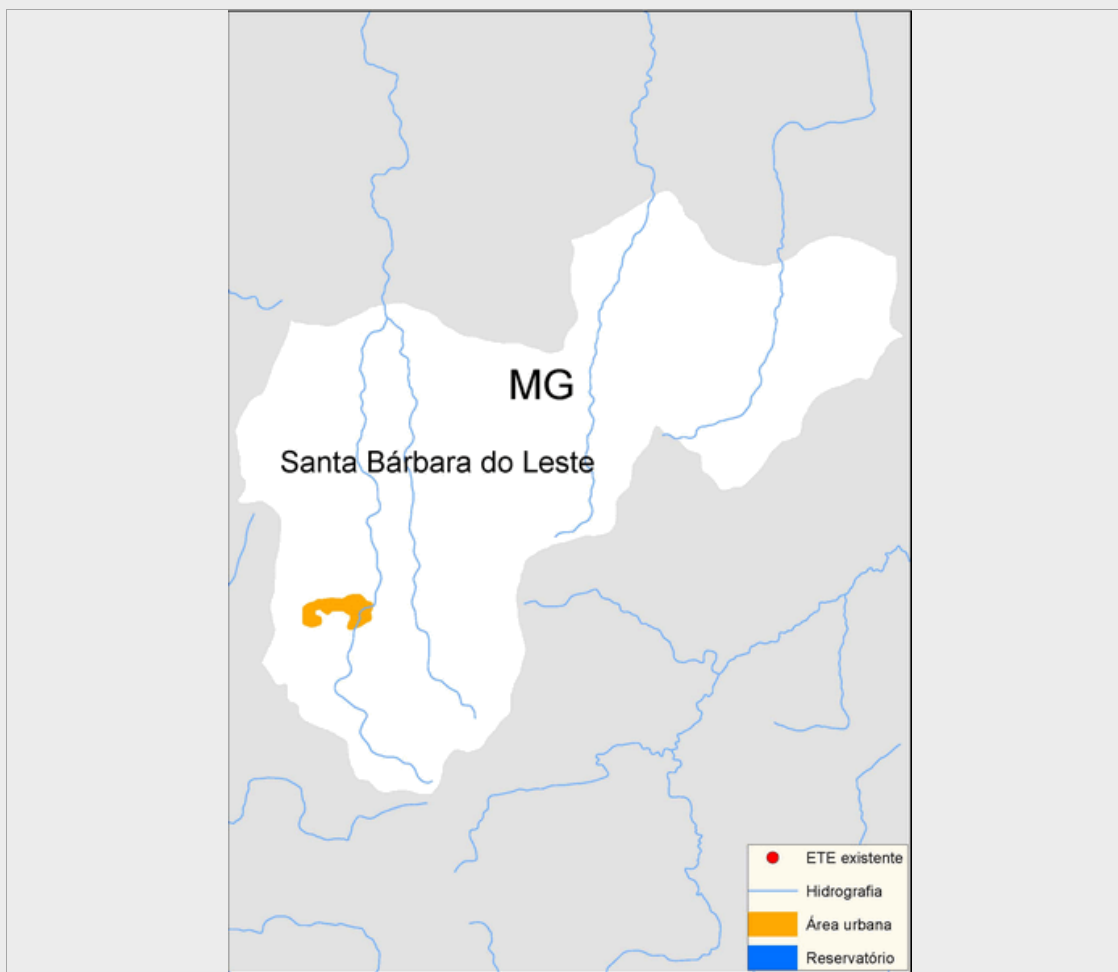 MG
Santa Bárbara do Leste
ETE existente
Hidrografia
Área urbana
Reservatório